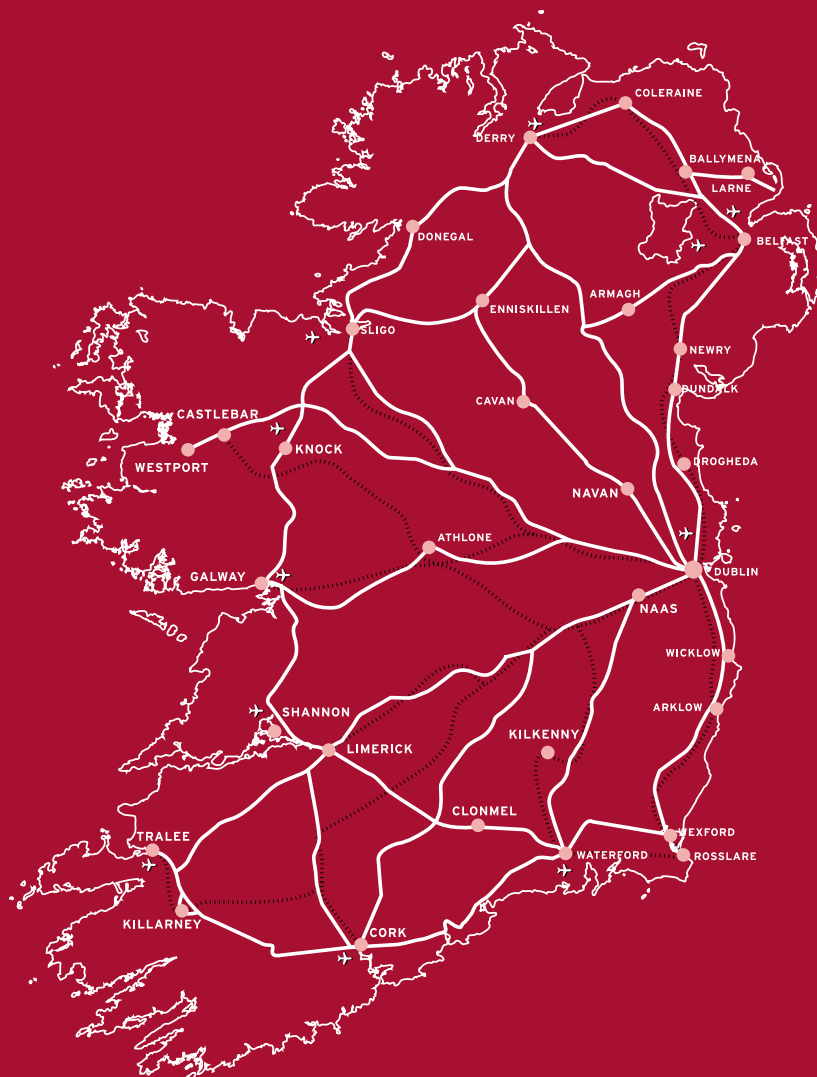 COLERAINE
DERRY
BALLYMENA
LARNE
DONEGAL
BELFAST
ARMAGH
ENNISKILLEN
SLIGO
NEWRY
DUNDALK
CAVAN
CASTLEBAR
KNOCK
WESTPORT
DROGHEDA
NAVAN
ATHLONE
GALWAY
DUBLIN
NAAS
WICKLOW
SHANNON
ARKLOW
KILKENNY
LIMERICK
CLONMEL
TRALEE
WEXFORD
WATERFORD
ROSSLARE
KILLARNEY
CORK